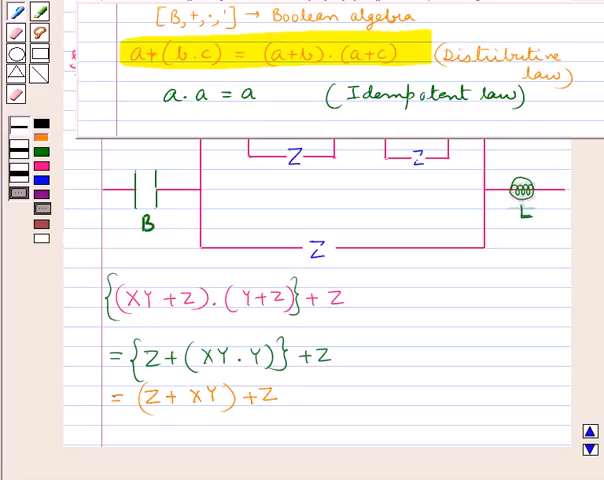 [B,+,·,'] → Boolean algebra
a+(b·c) = (a+b)·(a+c) (Distributive law)
a·a = a (Idempotent law)
Z Z
B L
Z
{(XY+Z)·(Y+Z)}+Z
={Z+(XY·Y)}+Z
= (Z+XY)+Z